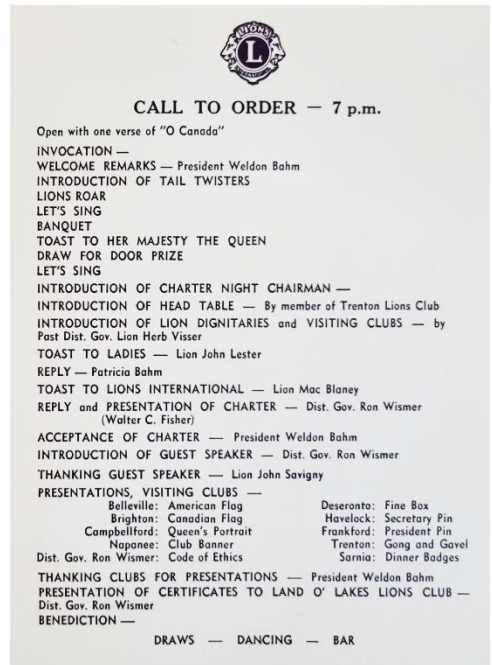 LIONS
L
INTERNATIONAL
CALL TO ORDER — 7 p.m.
Open with one verse of "O Canada"
INVOCATION —
WELCOME REMARKS — President Weldon Bahm
INTRODUCTION OF TAIL TWISTERS
LIONS ROAR
LET'S SING
BANQUET
TOAST TO HER MAJESTY THE QUEEN
DRAW FOR DOOR PRIZE
LET'S SING
INTRODUCTION OF CHARTER NIGHT CHAIRMAN —
INTRODUCTION OF HEAD TABLE — By member of Trenton Lions Club
INTRODUCTION OF LION DIGNITARIES and VISITING CLUBS — by
Past Dist. Gov. Lion Herb Visser
TOAST TO LADIES — Lion John Lester
REPLY — Patricia Bahm
TOAST TO LIONS INTERNATIONAL — Lion Mac Blaney
REPLY and PRESENTATION OF CHARTER — Dist. Gov. Ron Wismer
(Walter C. Fisher)
ACCEPTANCE OF CHARTER — President Weldon Bahm
INTRODUCTION OF GUEST SPEAKER — Dist. Gov. Ron Wismer
THANKING GUEST SPEAKER — Lion John Savigny
PRESENTATIONS, VISITING CLUBS —
Belleville: American Flag Deseronto: Fine Box
Brighton: Canadian Flag Havelock: Secretary Pin
Campbellford: Queen's Portrait Frankford: President Pin
Napanee: Club Banner Trenton: Gong and Gavel
Dist. Gov. Ron Wismer: Code of Ethics Sarnia: Dinner Badges
THANKING CLUBS FOR PRESENTATIONS — President Weldon Bahm
PRESENTATION OF CERTIFICATES TO LAND O' LAKES LIONS CLUB —
Dist. Gov. Ron Wismer
BENEDICTION —
DRAWS — DANCING — BAR